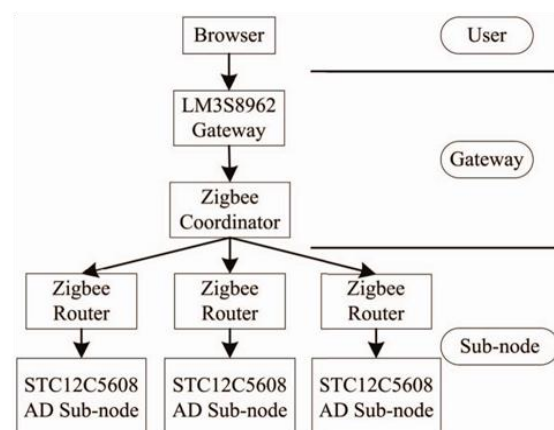 Browser
User
LM3S8962
Gateway
Gateway
Zigbee
Coordinator
Zigbee
Router
Zigbee
Router
Zigbee
Router
Sub-node
STC12C5608
AD Sub-node
STC12C5608
AD Sub-node
STC12C5608
AD Sub-node